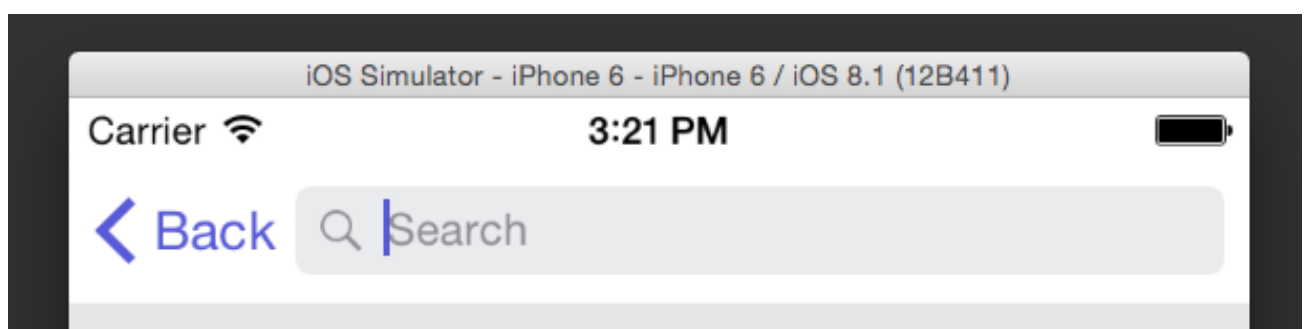 iOS Simulator - iPhone 6 - iPhone 6 / iOS 8.1 (12B411)
Carrier 3:21 PM
Back Search